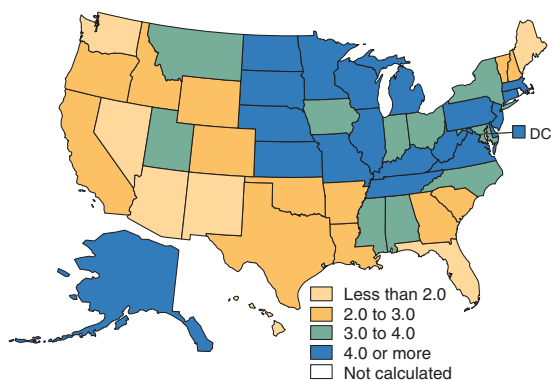 DC
Less than 2.0
2.0 to 3.0
3.0 to 4.0
4.0 or more
Not calculated